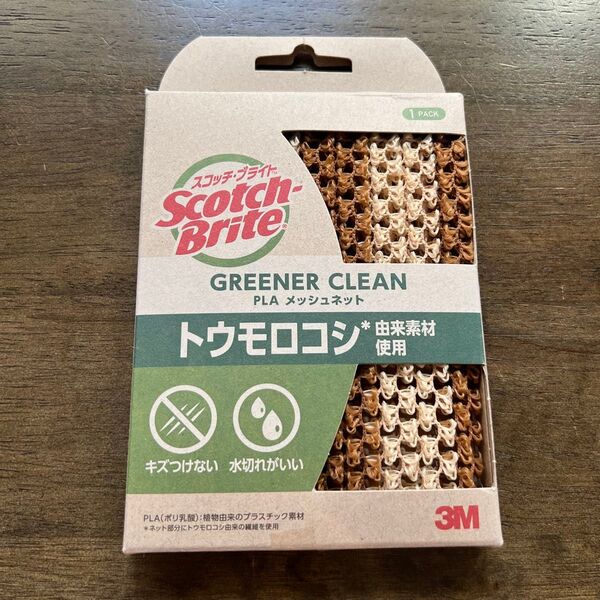 1 PACK
スコッチ・ブライト™
Scotch-
Brite®
GREENER CLEAN
PLA メッシュネット
トウモロコシ*由来素材
使用
キズつけない 水切れがいい
PLA(ポリ乳酸):植物由来のプラスチック素材
*ネット部分にトウモロコシ由来の繊維を使用
3M